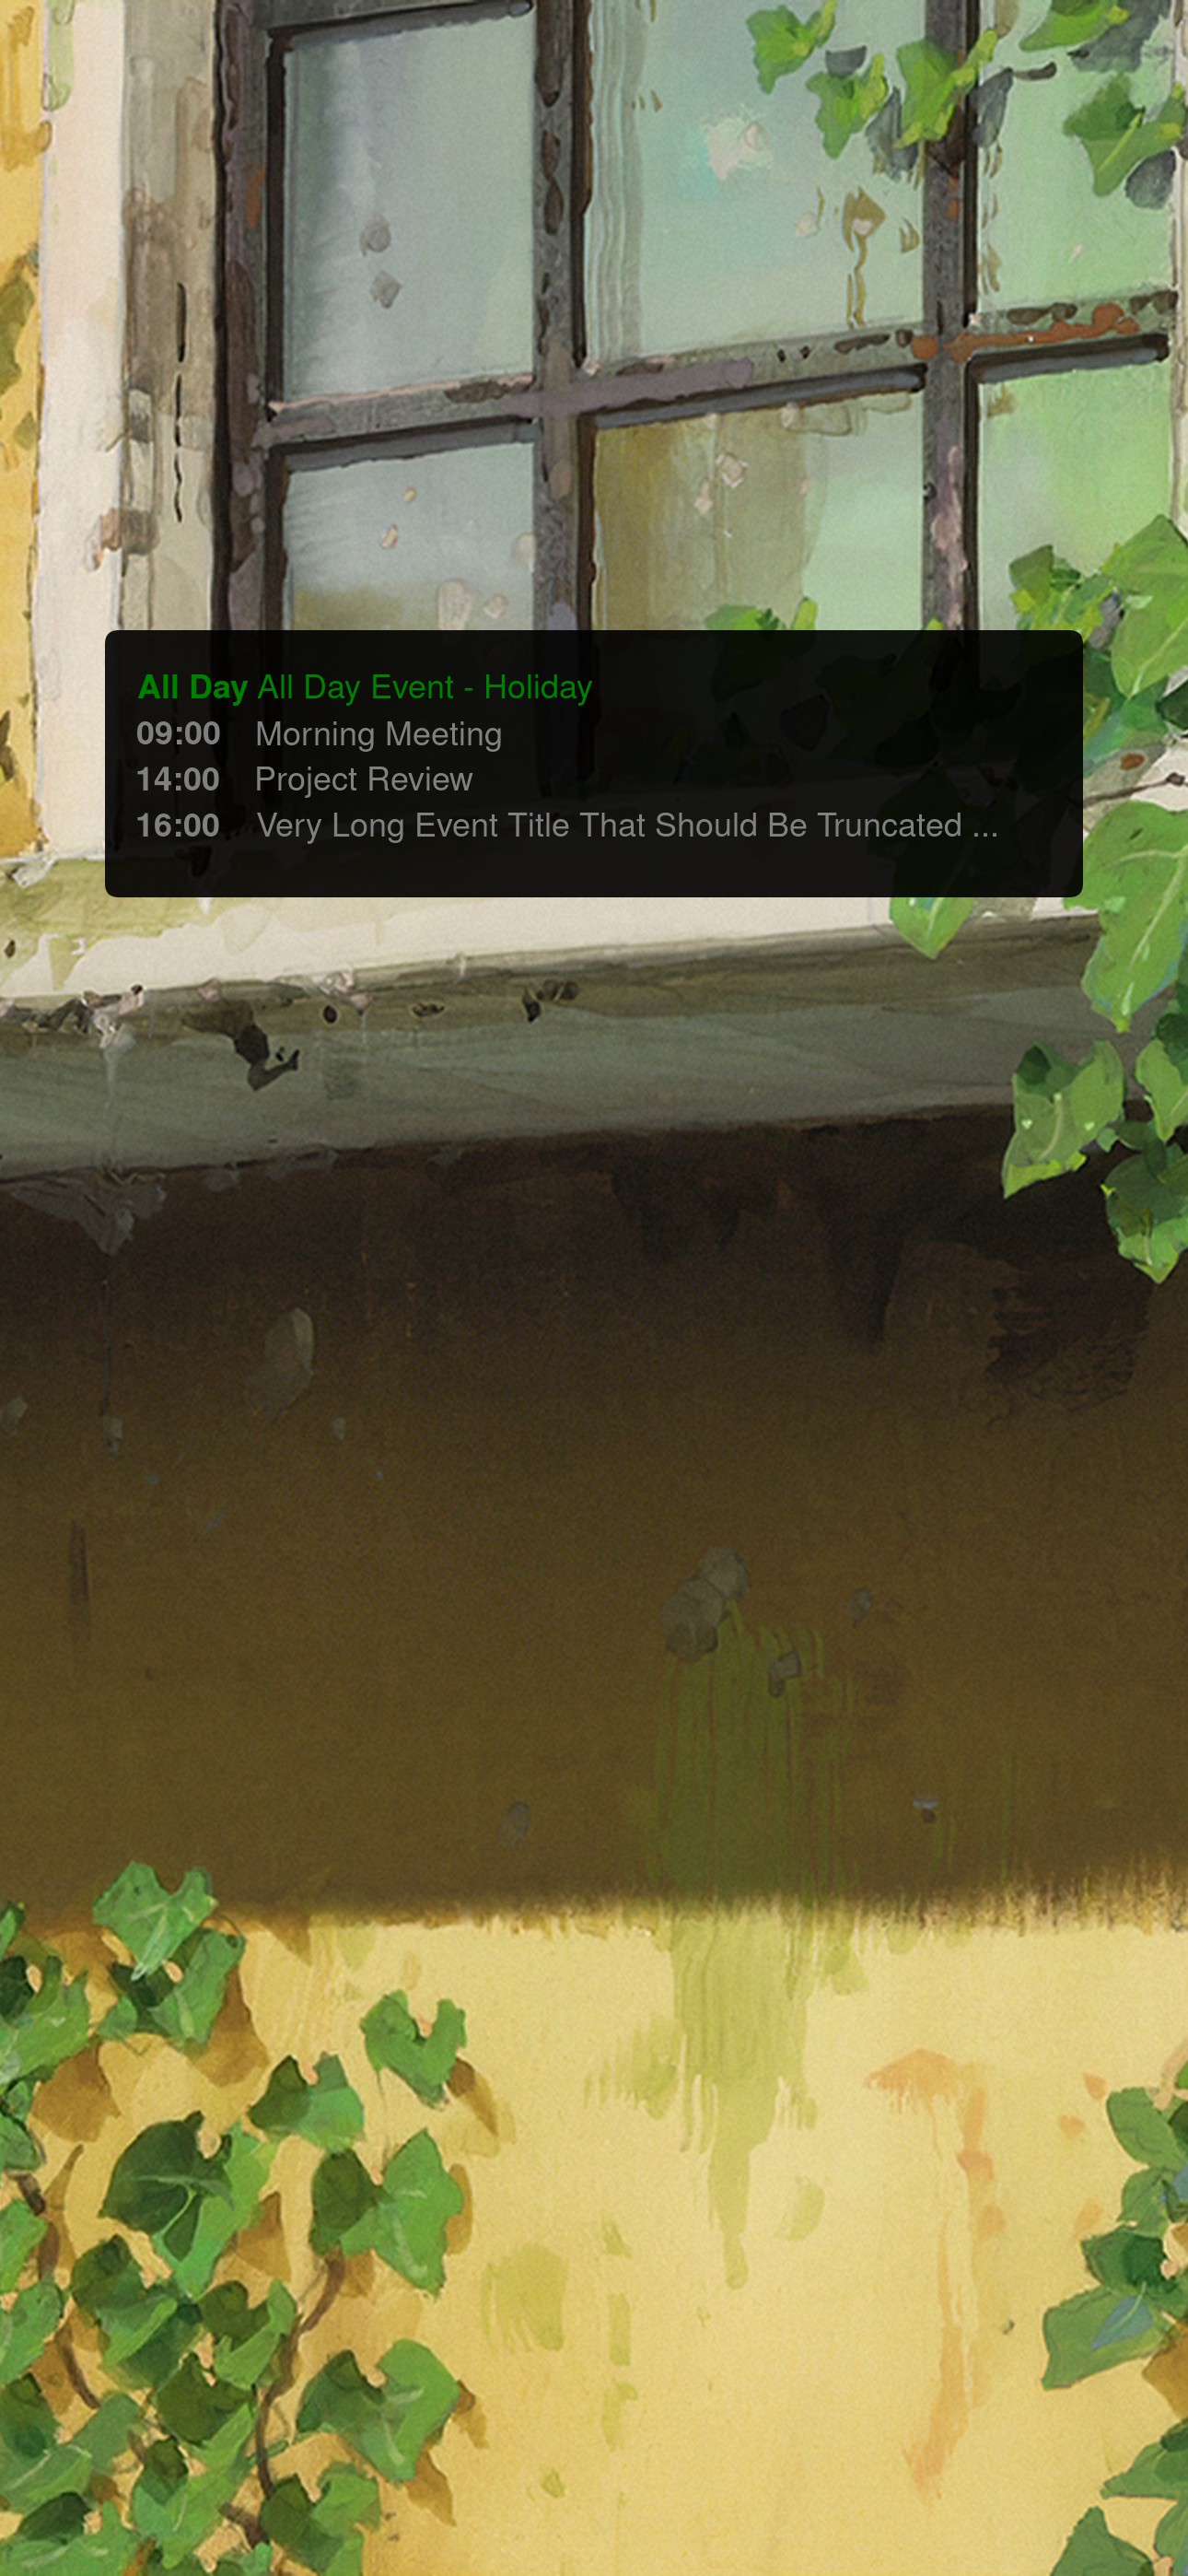 All Day All Day Event - Holiday
09:00 Morning Meeting
14:00 Project Review
16:00 Very Long Event Title That Should Be Truncated ...